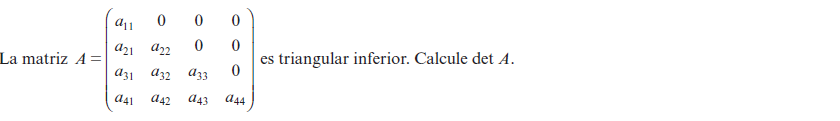 La matriz A = ( a₁₁ 0 0 0
a₂₁ a₂₂ 0 0
a₃₁ a₃₂ a₃₃ 0
a₄₁ a₄₂ a₄₃ a₄₄ ) es triangular inferior. Calcule det A.